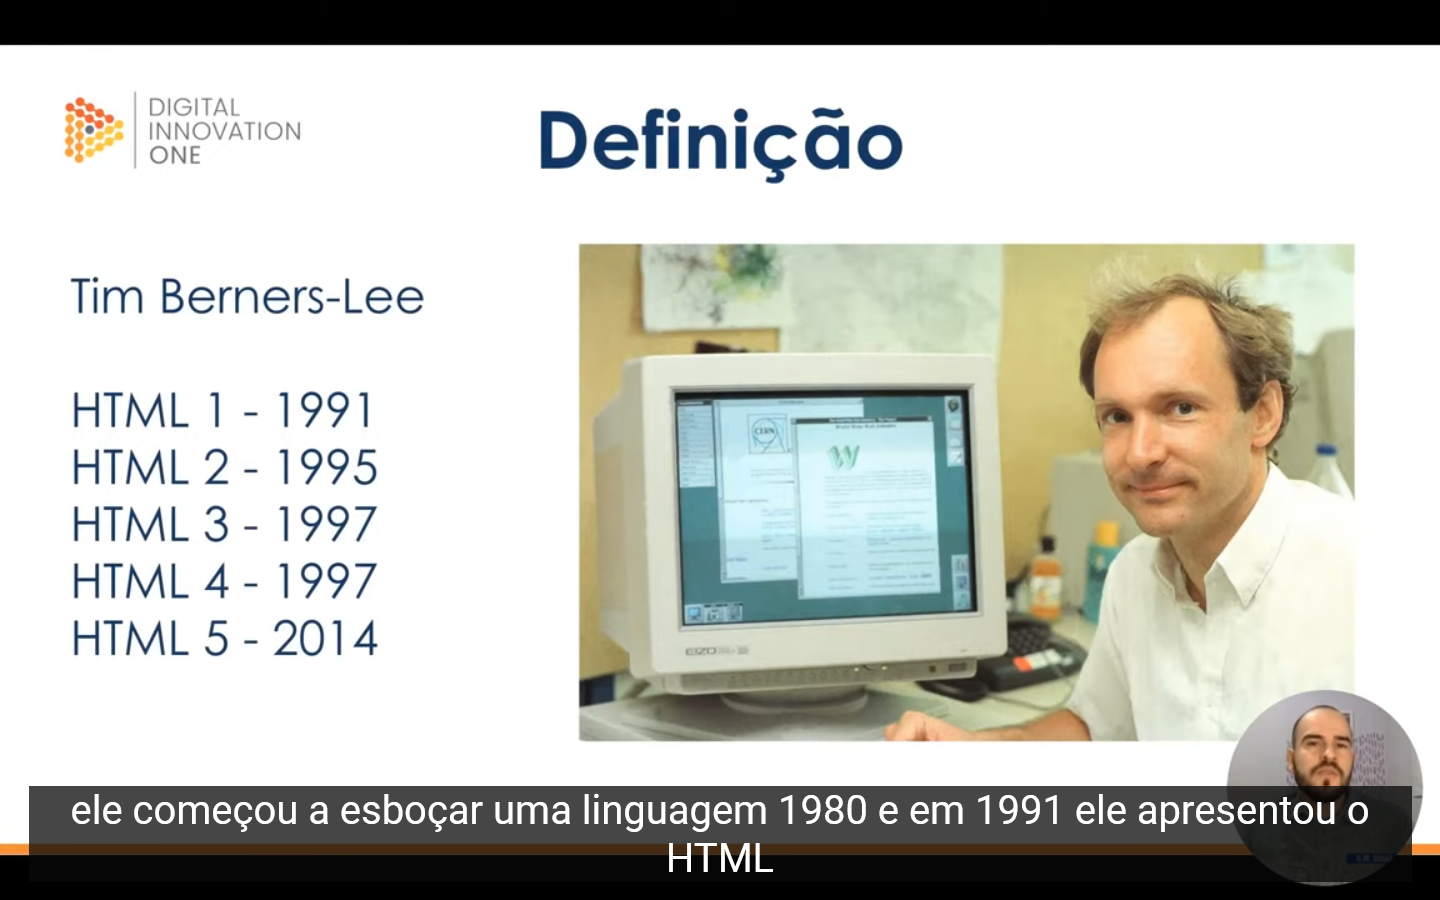 DIGITAL
INNOVATION
ONE
Definição
Tim Berners-Lee
HTML 1 - 1991
HTML 2 - 1995
HTML 3 - 1997
HTML 4 - 1997
HTML 5 - 2014
CERN
W
EIZO
ele começou a esboçar uma linguagem 1980 e em 1991 ele apresentou o
HTML